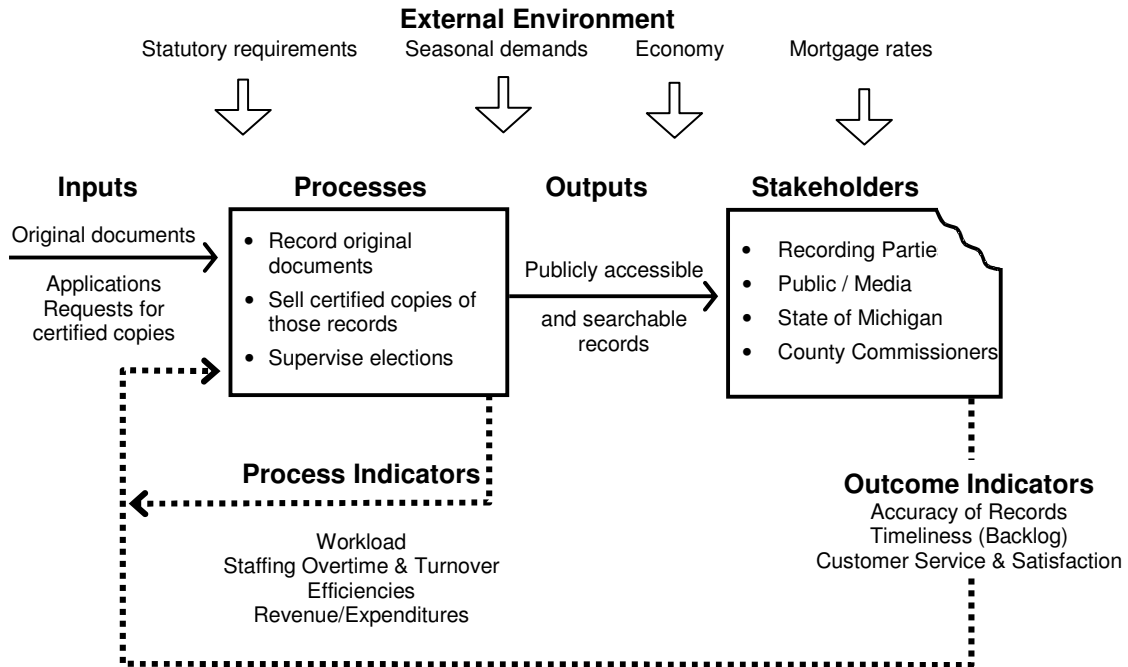 External Environment
Statutory requirements
Seasonal demands
Economy
Mortgage rates
Inputs
Processes
Outputs
Stakeholders
Original documents
Applications
Requests for
certified copies
• Record original
documents
• Sell certified copies of
those records
• Supervise elections
Publicly accessible
and searchable
records
• Recording Partie
• Public / Media
• State of Michigan
• County Commissioners
Process Indicators
Workload
Staffing Overtime & Turnover
Efficiencies
Revenue/Expenditures
Outcome Indicators
Accuracy of Records
Timeliness (Backlog)
Customer Service & Satisfaction